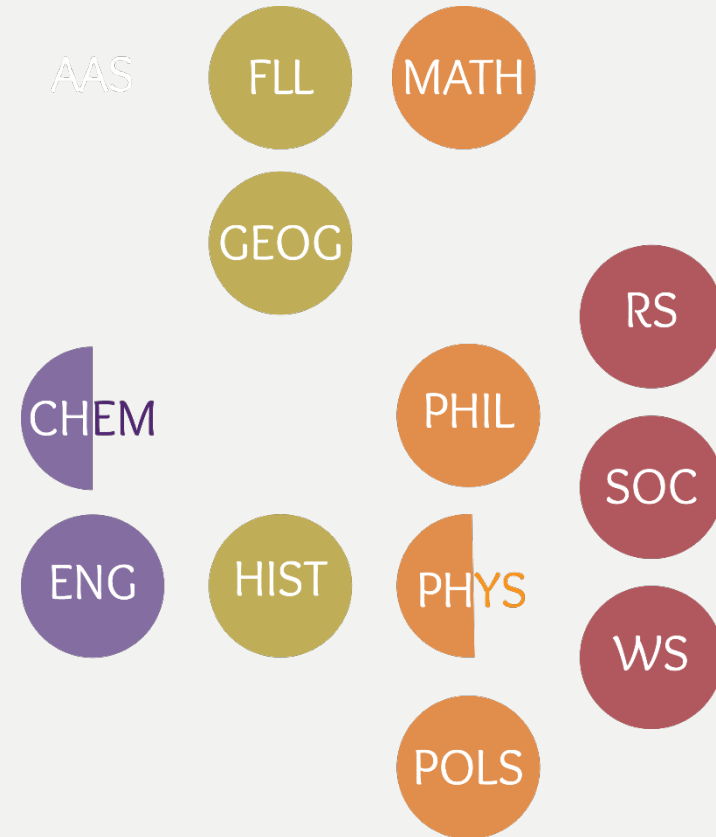 AAS
FLL
MATH
GEOG
RS
CHEM
PHIL
SOC
ENG
HIST
PHYS
WS
POLS